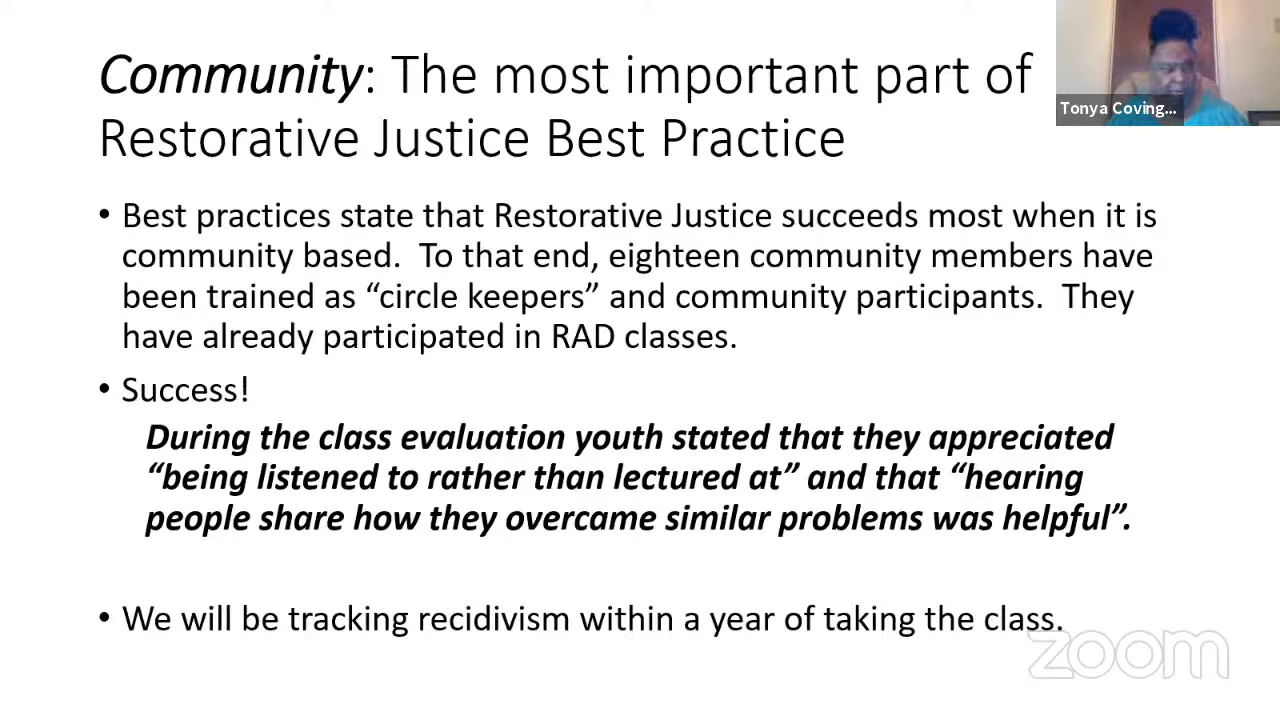 Community: The most important part of
Restorative Justice Best Practice
Tonya Coving...
• Best practices state that Restorative Justice succeeds most when it is
community based.  To that end, eighteen community members have
been trained as “circle keepers” and community participants.  They
have already participated in RAD classes.
• Success!
During the class evaluation youth stated that they appreciated
“being listened to rather than lectured at” and that “hearing
people share how they overcame similar problems was helpful”.
• We will be tracking recidivism within a year of taking the class.
zoom